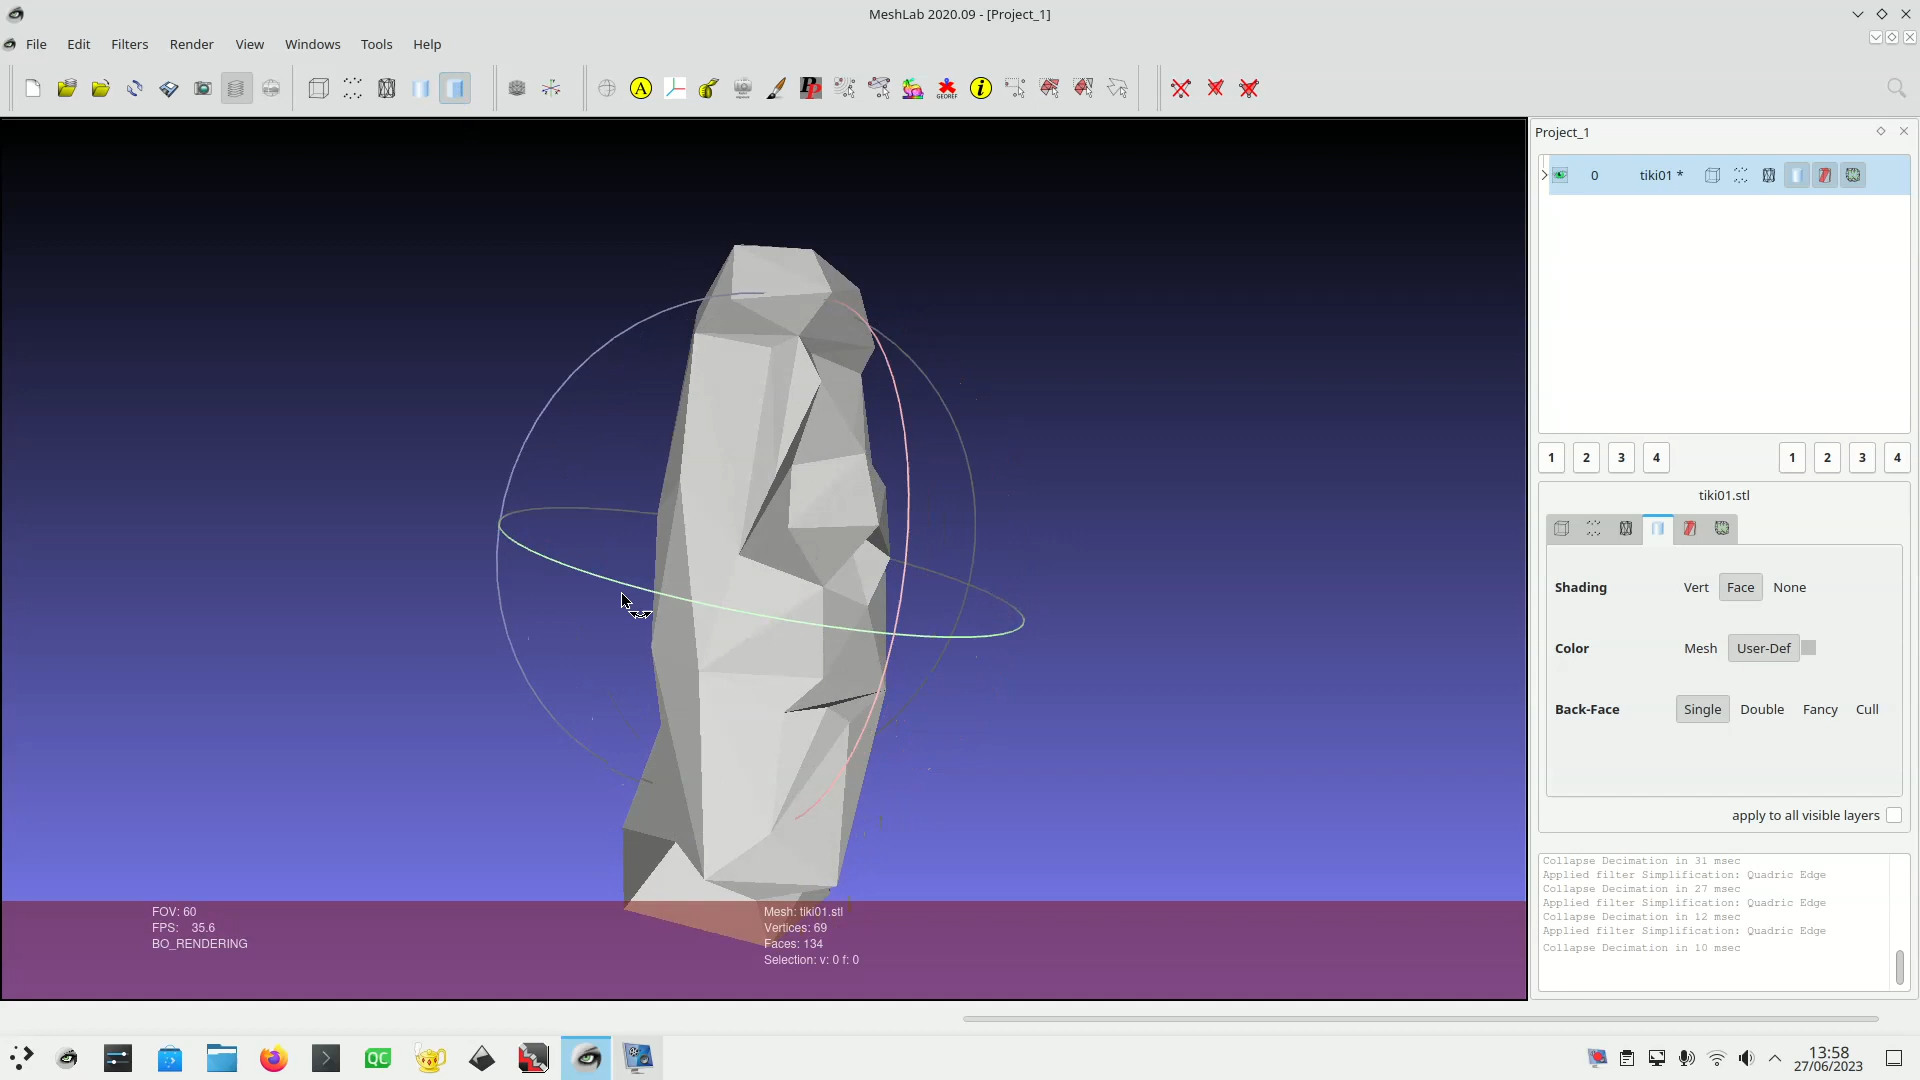 MeshLab 2020.09 - [Project_1]
File Edit Filters Render View Windows Tools Help
A
PP
GEOREF
i
Project_1
0 tiki01 *
1 2 3 4 1 2 3 4
tiki01.stl
Shading Vert Face None
Color Mesh User-Def
Back-Face Single Double Fancy Cull
apply to all visible layers
Collapse Decimation in 31 msec
Applied filter Simplification: Quadric Edge
Collapse Decimation in 27 msec
Applied filter Simplification: Quadric Edge
Collapse Decimation in 12 msec
Applied filter Simplification: Quadric Edge
Collapse Decimation in 10 msec
FOV: 60
FPS: 35.6
BO_RENDERING
Mesh: tiki01.stl
Vertices: 69
Faces: 134
Selection: v: 0 f: 0
QC
13:58
27/06/2023